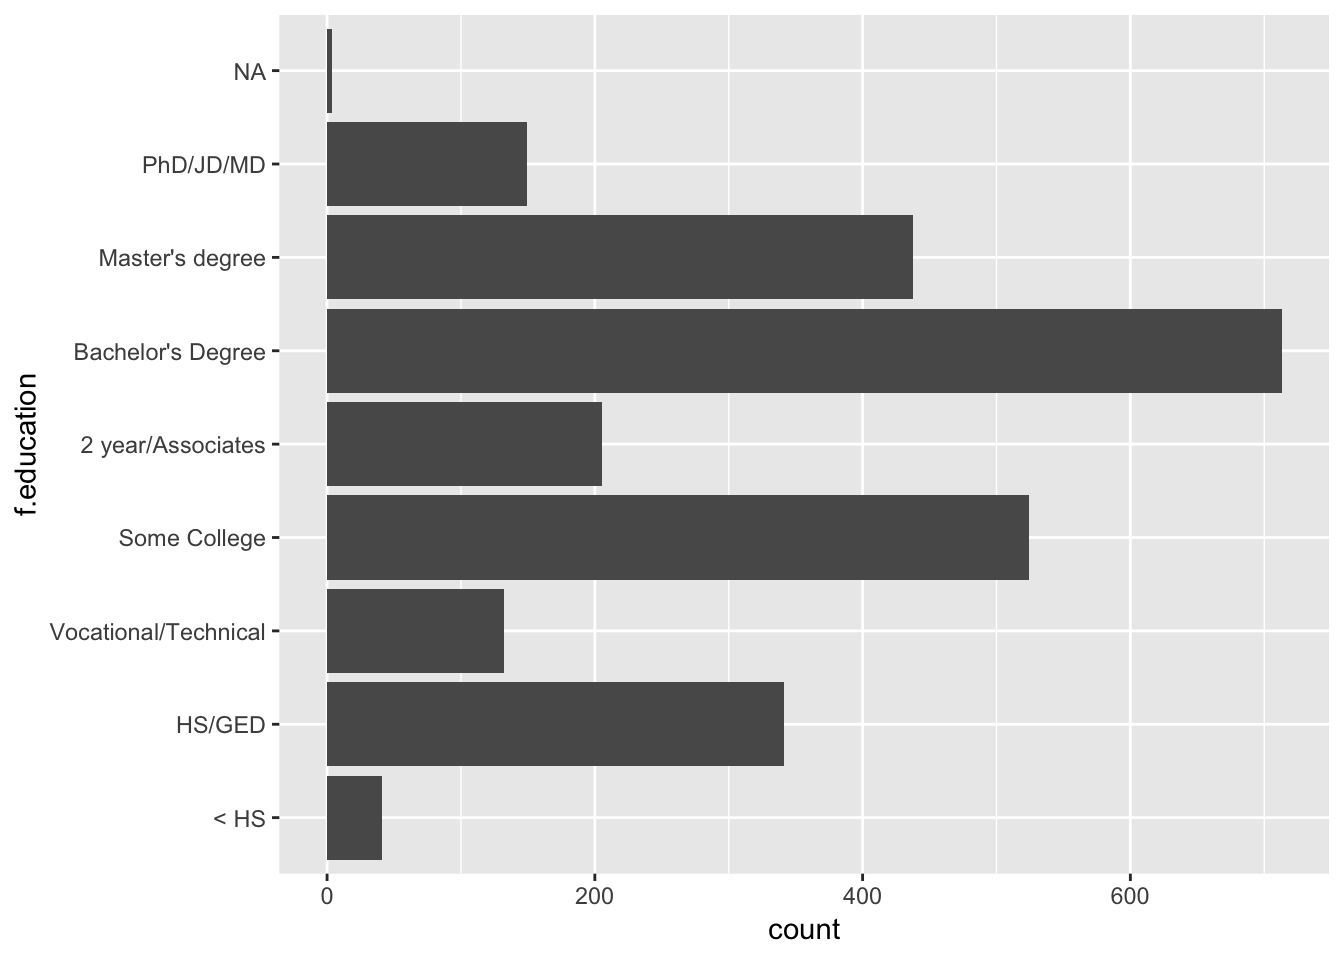 NA
PhD/JD/MD
Master's degree
Bachelor's Degree
2 year/Associates
Some College
Vocational/Technical
HS/GED
< HS
f.education
0 200 400 600
count